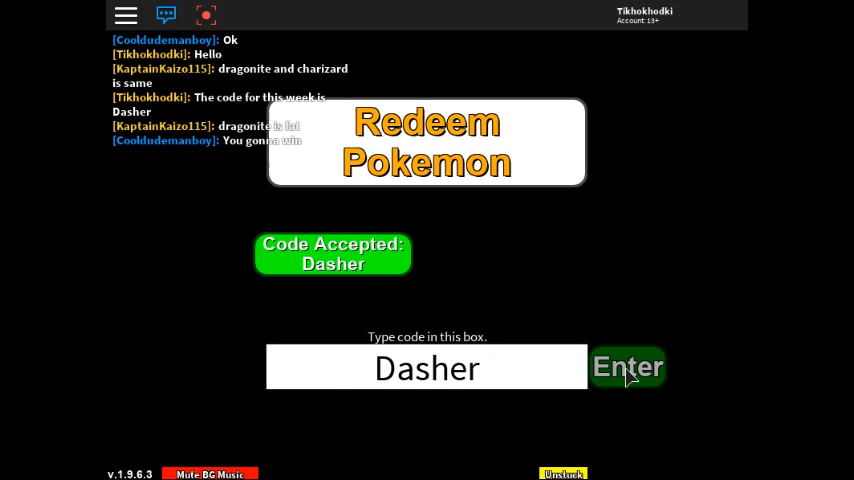 Tikhokhodki
Account: 13+
[Cooldudemanboy]: Ok
[Tikhokhodki]: Hello
[KaptainKaizo115]: dragonite and charizard
is same
[Tikhokhodki]: The code for this week is
Dasher
[KaptainKaizo115]: dragonite is fat
[Cooldudemanboy]: You gonna win
Redeem
Pokemon
Code Accepted:
Dasher
Type code in this box.
Dasher
Enter
v.1.9.6.3
Mute BG Music
Unstuck